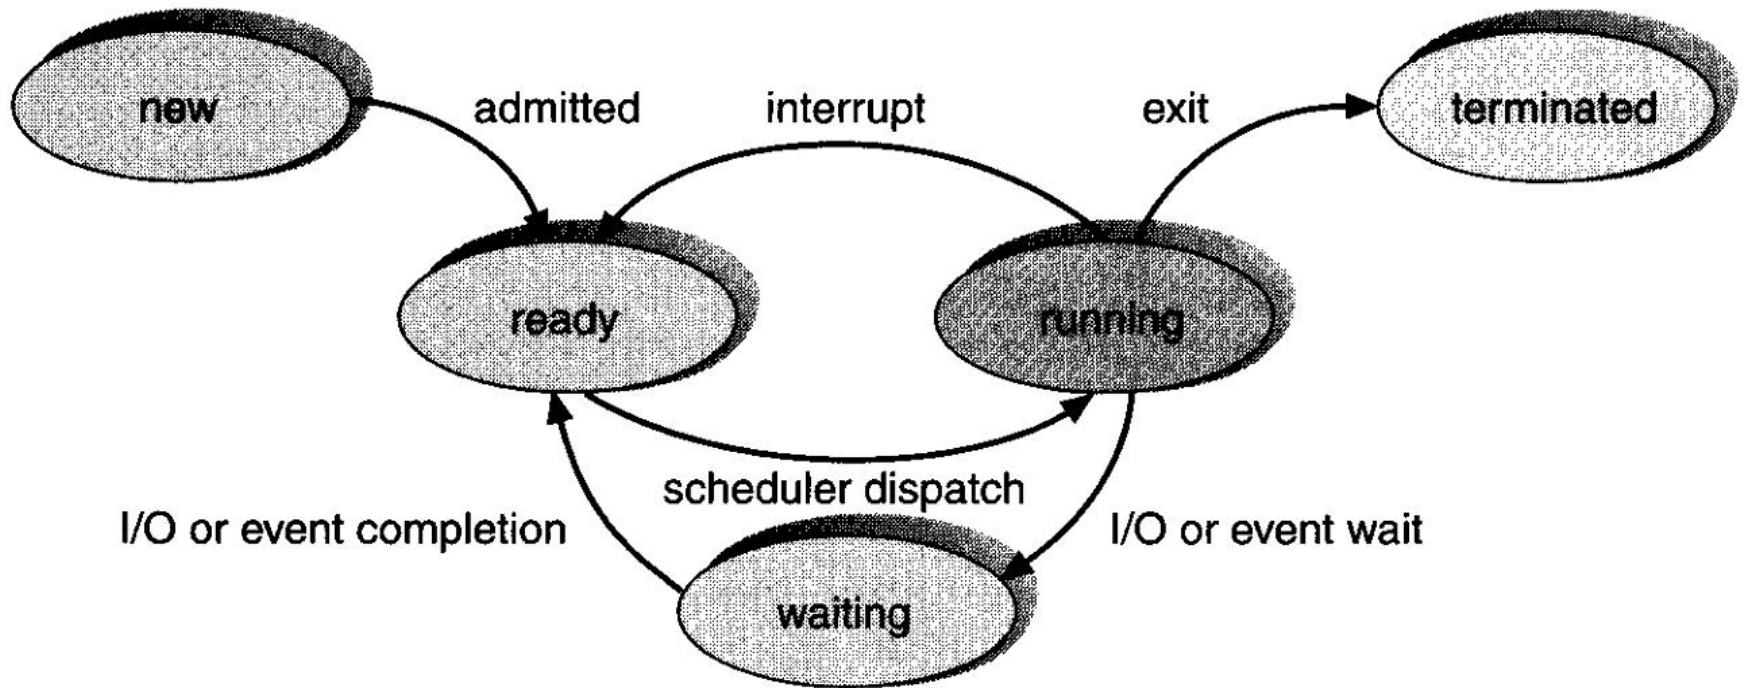 new
admitted
interrupt
exit
terminated
ready
running
scheduler dispatch
I/O or event completion
I/O or event wait
waiting